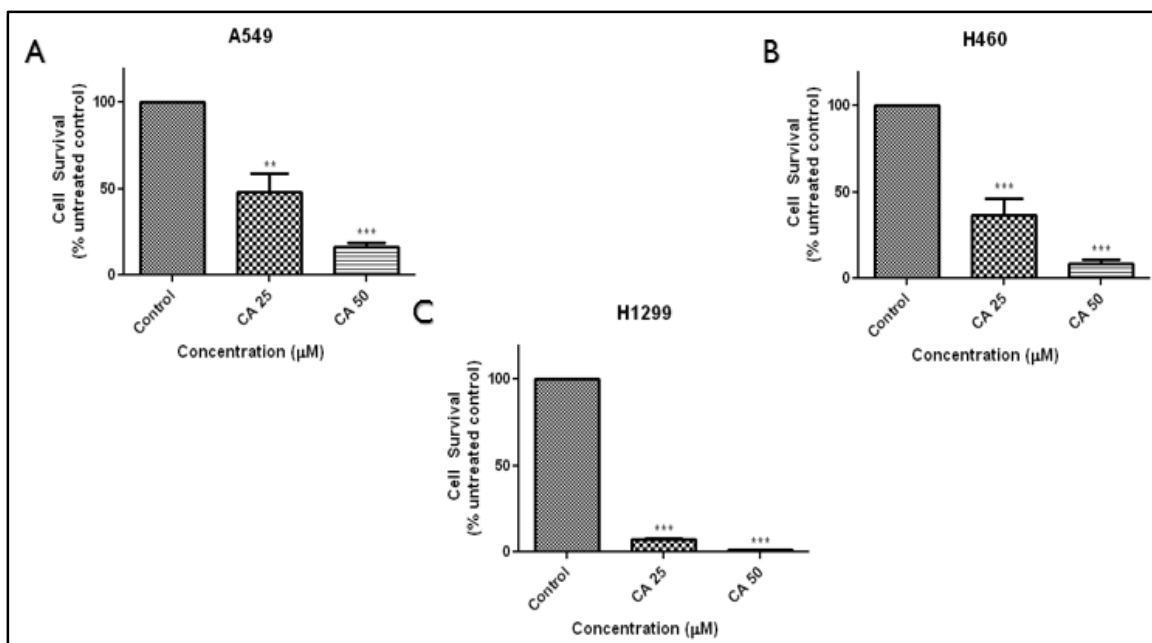 A
A549
Cell Survival
(% untreated control)
100
50
0
**
***
Control
CA 25
CA 50
Concentration (μM)
B
H460
Cell Survival
(% untreated control)
100
50
0
***
***
Control
CA 25
CA 50
Concentration (μM)
C
H1299
Cell Survival
(% untreated control)
100
50
0
***
***
Control
CA 25
CA 50
Concentration (μM)